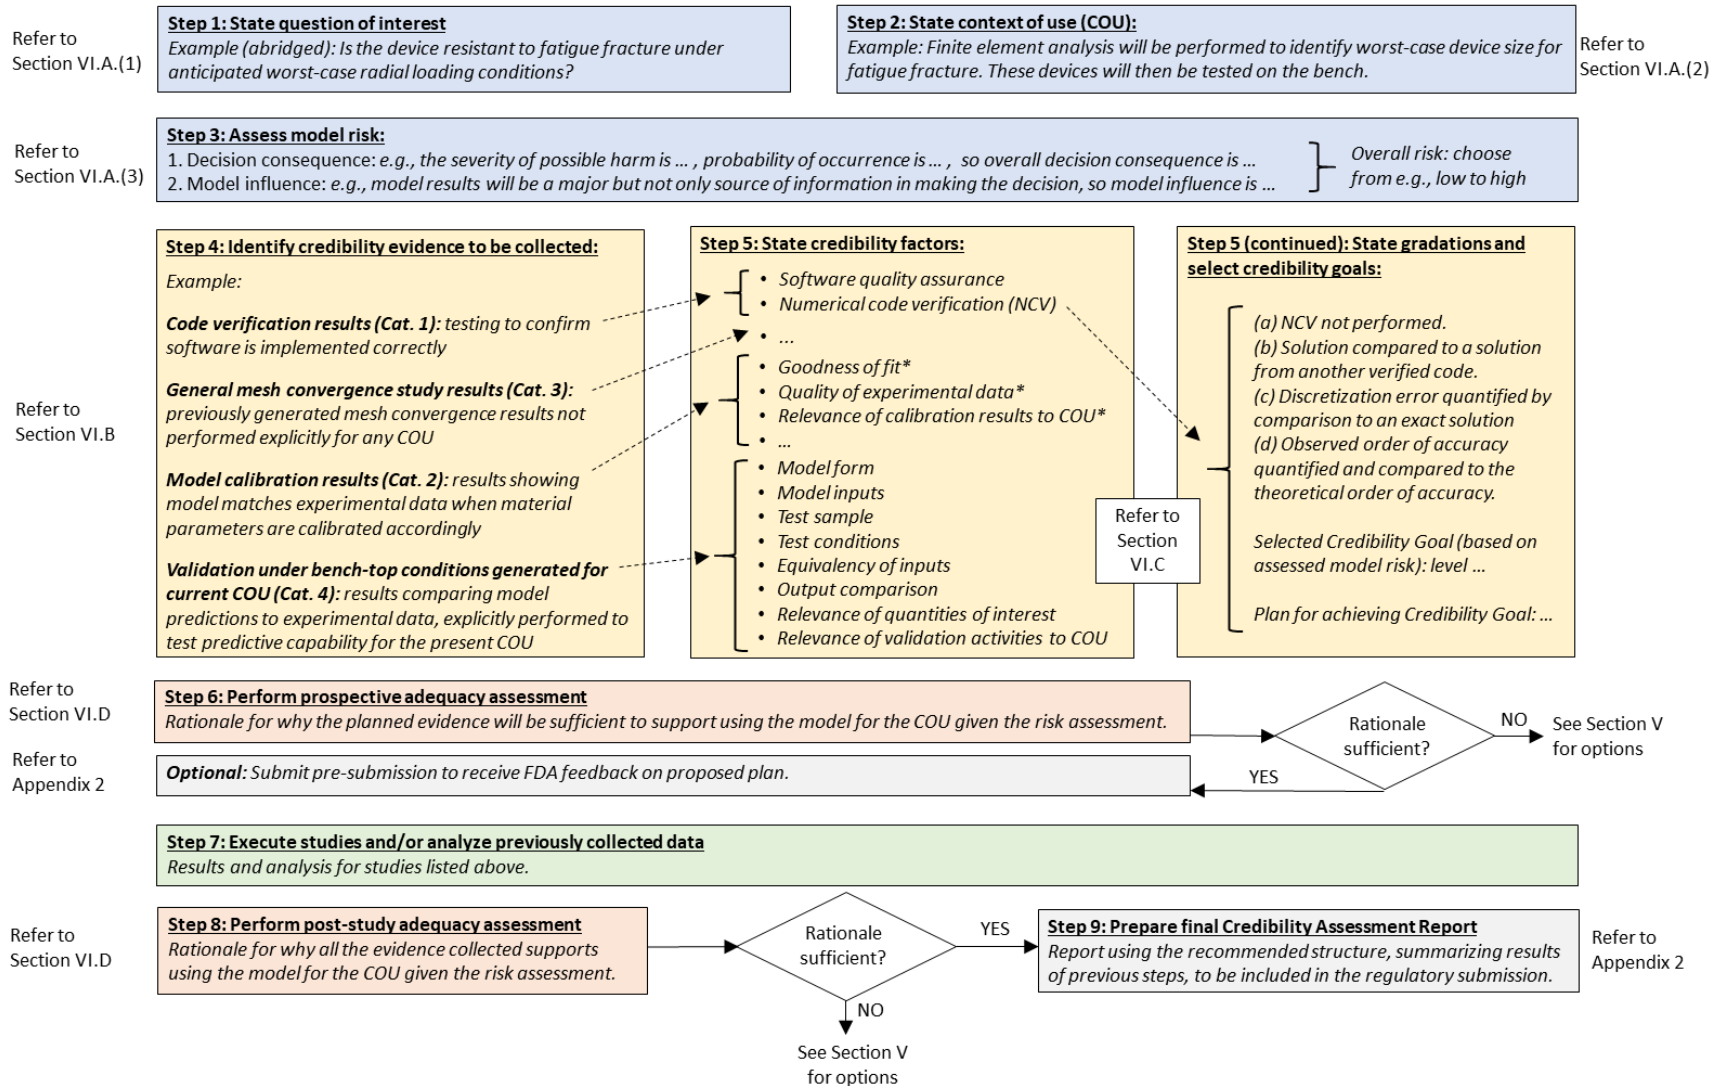 Refer to
Section VI.A.(1)
Step 1: State question of interest
Example (abridged): Is the device resistant to fatigue fracture under
anticipated worst-case radial loading conditions?
Step 2: State context of use (COU):
Example: Finite element analysis will be performed to identify worst-case device size for
fatigue fracture. These devices will then be tested on the bench.
Refer to
Section VI.A.(2)
Refer to
Section VI.A.(3)
Step 3: Assess model risk:
1. Decision consequence: e.g., the severity of possible harm is ... , probability of occurrence is ... , so overall decision consequence is ...
2. Model influence: e.g., model results will be a major but not only source of information in making the decision, so model influence is ...
Overall risk: choose
from e.g., low to high
Refer to
Section VI.B
Step 4: Identify credibility evidence to be collected:
Example:
Code verification results (Cat. 1): testing to confirm
software is implemented correctly
General mesh convergence study results (Cat. 3):
previously generated mesh convergence results not
performed explicitly for any COU
Model calibration results (Cat. 2): results showing
model matches experimental data when material
parameters are calibrated accordingly
Validation under bench-top conditions generated for
current COU (Cat. 4): results comparing model
predictions to experimental data, explicitly performed to
test predictive capability for the present COU
Step 5: State credibility factors:
• Software quality assurance
• Numerical code verification (NCV)
• ...
• Goodness of fit*
• Quality of experimental data*
• Relevance of calibration results to COU*
• ...
• Model form
• Model inputs
• Test sample
• Test conditions
• Equivalency of inputs
• Output comparison
• Relevance of quantities of interest
• Relevance of validation activities to COU
Refer to
Section
VI.C
Step 5 (continued): State gradations and
select credibility goals:
(a) NCV not performed.
(b) Solution compared to a solution
from another verified code.
(c) Discretization error quantified by
comparison to an exact solution
(d) Observed order of accuracy
quantified and compared to the
theoretical order of accuracy.
Selected Credibility Goal (based on
assessed model risk): level ...
Plan for achieving Credibility Goal: ...
Refer to
Section VI.D
Step 6: Perform prospective adequacy assessment
Rationale for why the planned evidence will be sufficient to support using the model for the COU given the risk assessment.
Rationale
sufficient?
NO
See Section V
for options
YES
Refer to
Appendix 2
Optional: Submit pre-submission to receive FDA feedback on proposed plan.
Step 7: Execute studies and/or analyze previously collected data
Results and analysis for studies listed above.
Refer to
Section VI.D
Step 8: Perform post-study adequacy assessment
Rationale for why all the evidence collected supports
using the model for the COU given the risk assessment.
Rationale
sufficient?
YES
NO
See Section V
for options
Step 9: Prepare final Credibility Assessment Report
Report using the recommended structure, summarizing results
of previous steps, to be included in the regulatory submission.
Refer to
Appendix 2